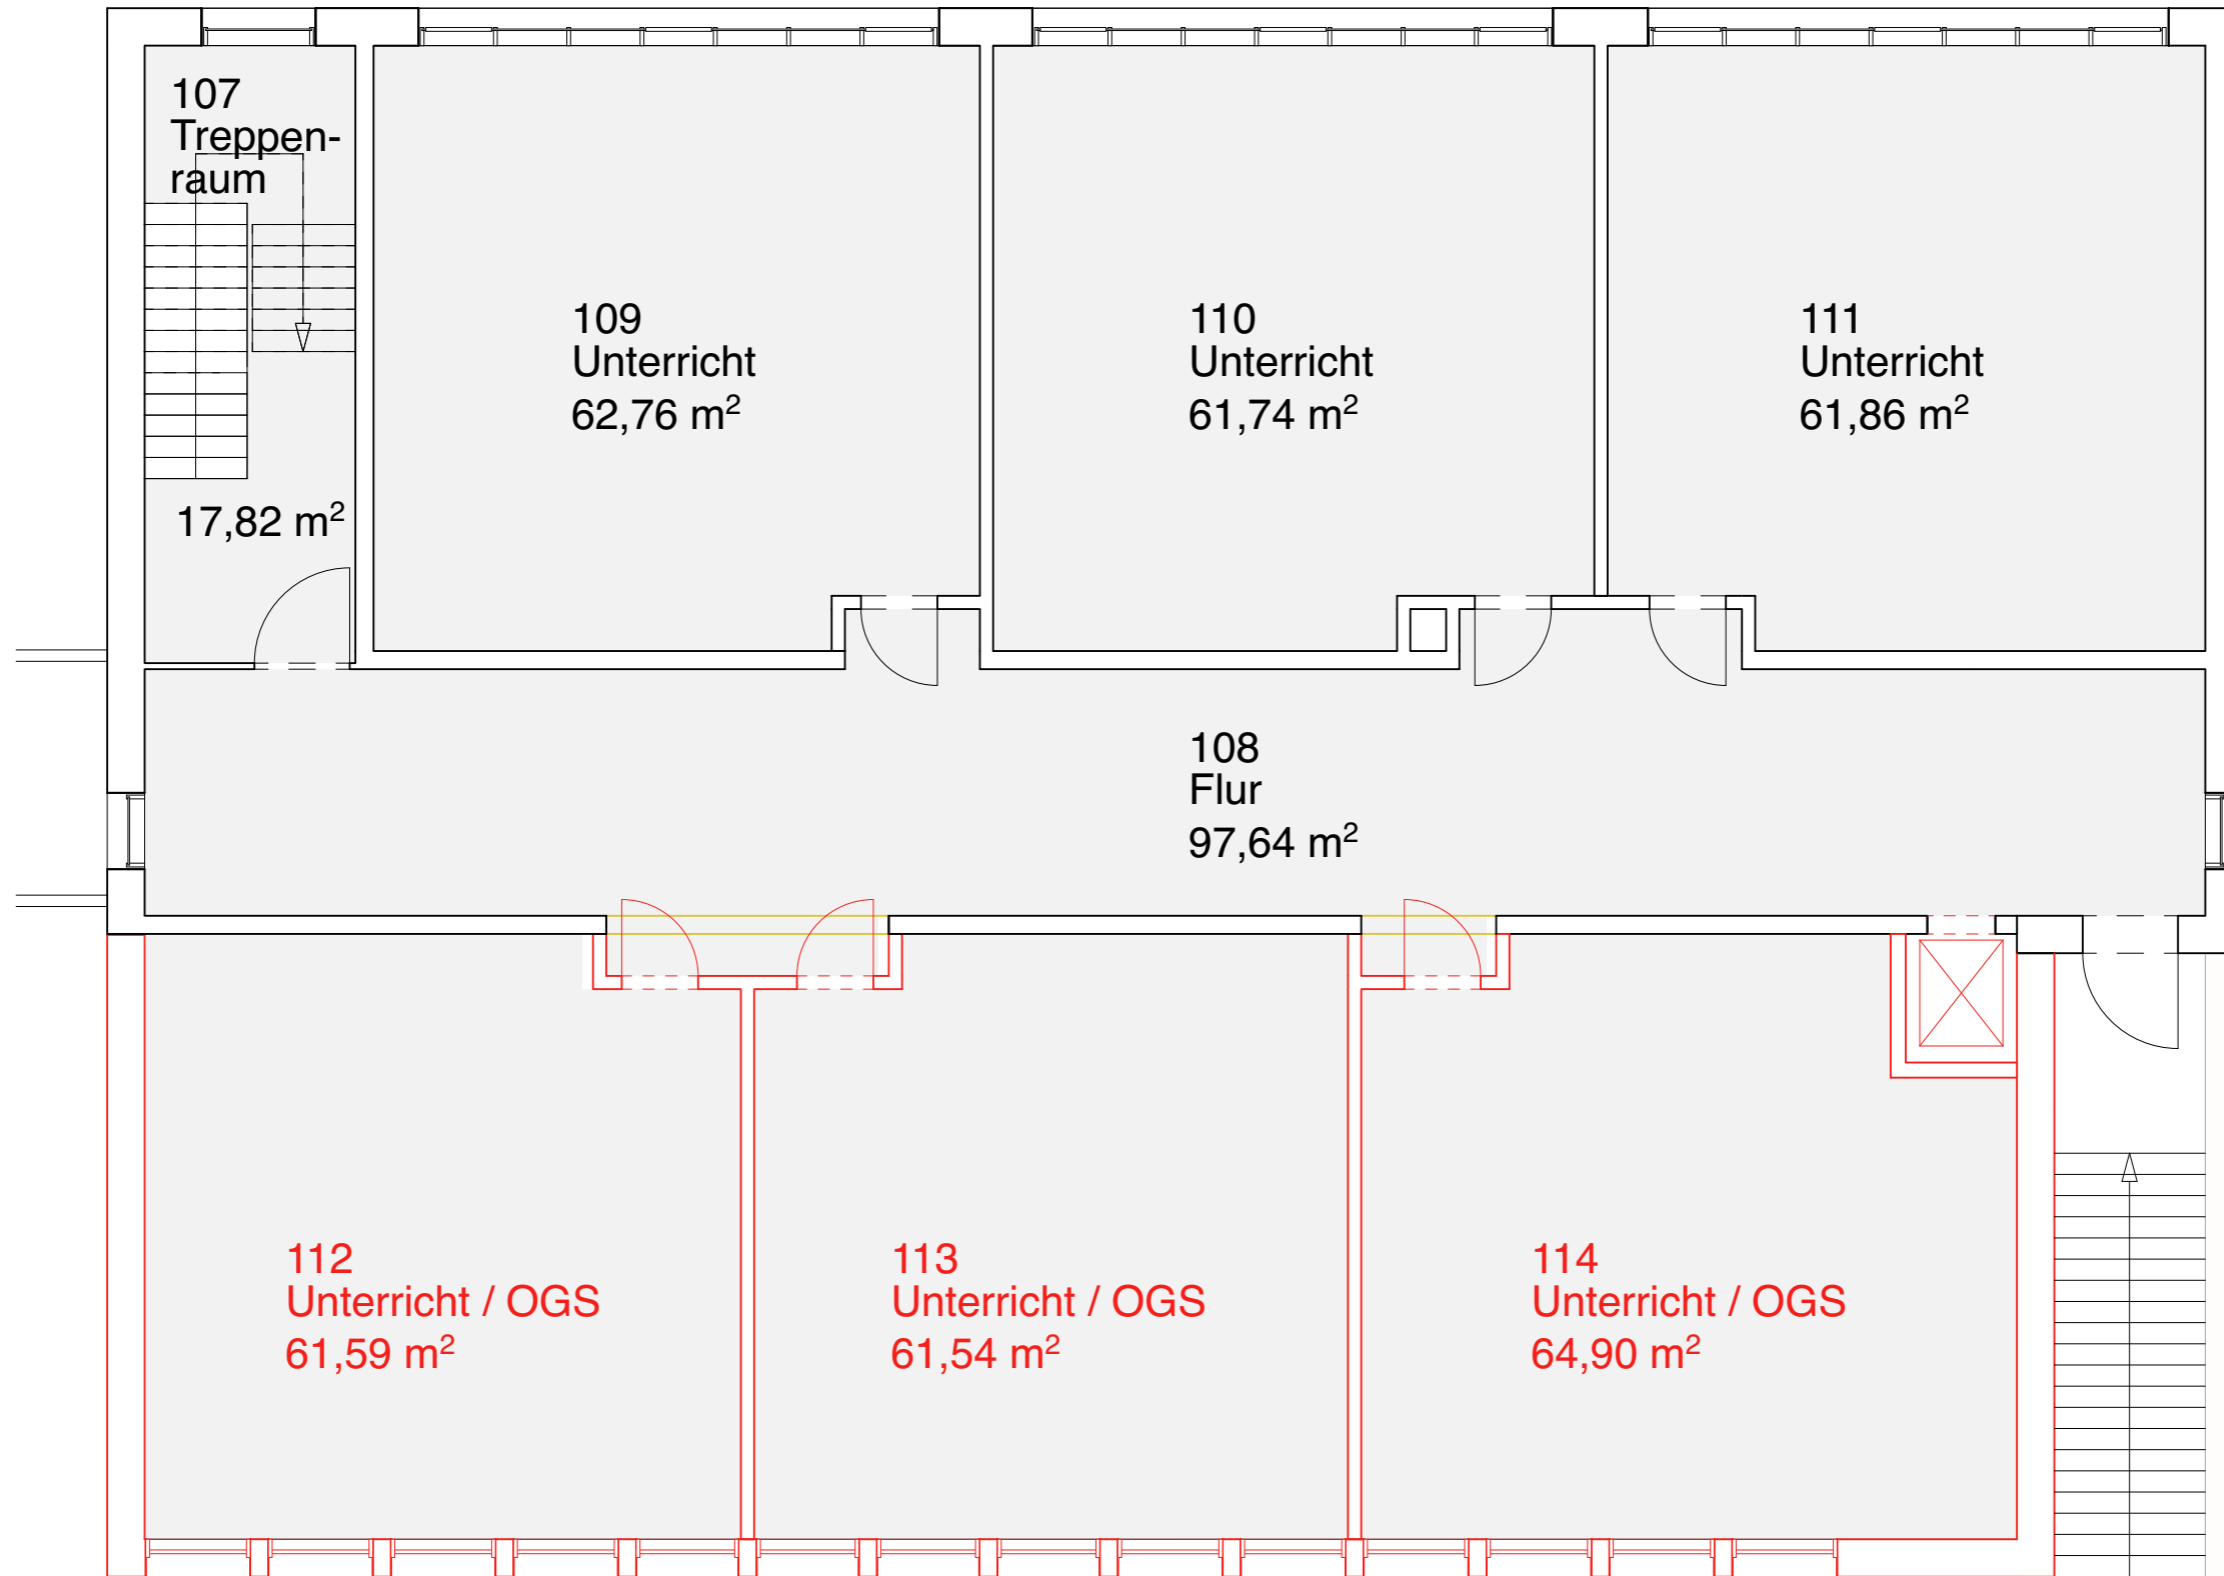 107
Treppen-
raum
17,82 m²
109
Unterricht
62,76 m²
110
Unterricht
61,74 m²
111
Unterricht
61,86 m²
108
Flur
97,64 m²
112
Unterricht / OGS
61,59 m²
113
Unterricht / OGS
61,54 m²
114
Unterricht / OGS
64,90 m²